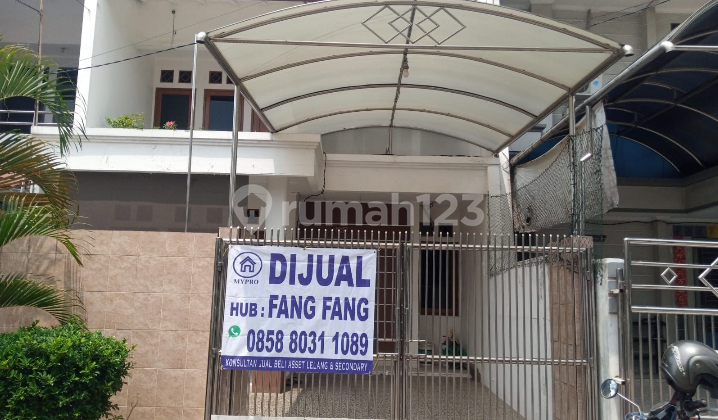 rumah123
MYPRO
DIJUAL
HUB : FANG FANG
0858 8031 1089
KONSULTAN JUAL BELI ASSET LELANG & SECONDARY